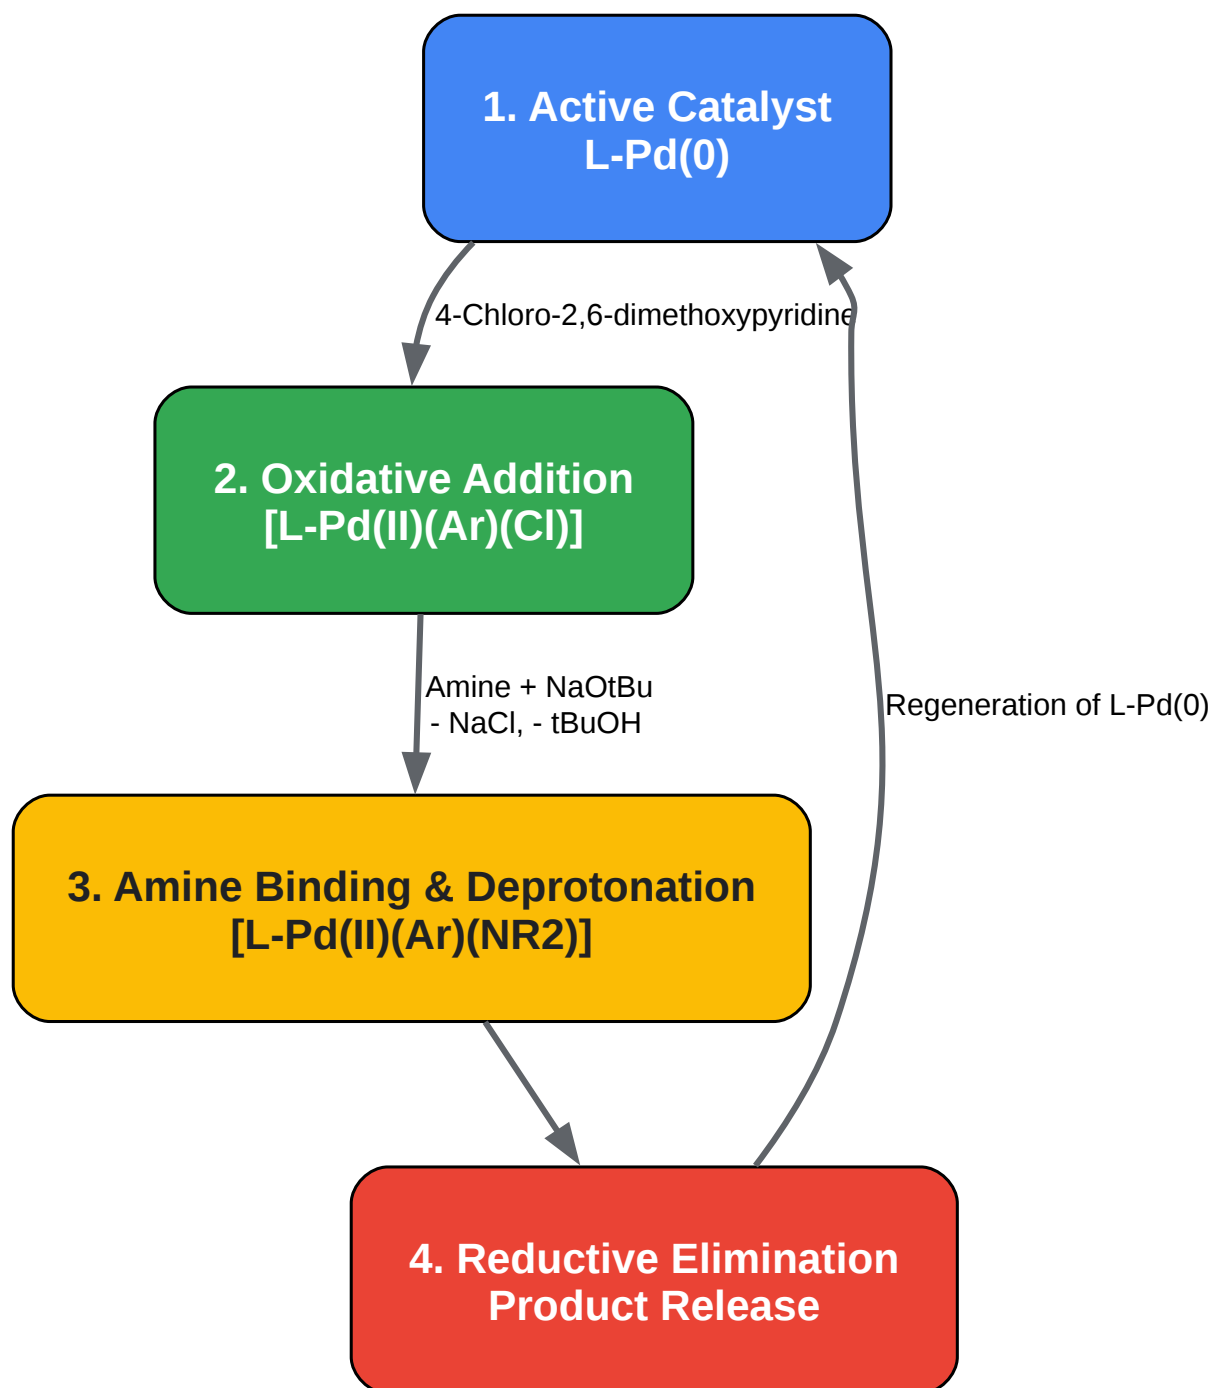 1. Active Catalyst
L-Pd(0)
4-Chloro-2,6-dimethoxypyridine
2. Oxidative Addition
[L-Pd(II)(Ar)(Cl)]
Amine + NaOtBu
- NaCl, - tBuOH
Regeneration of L-Pd(0)
3. Amine Binding & Deprotonation
[L-Pd(II)(Ar)(NR2)]
4. Reductive Elimination
Product Release